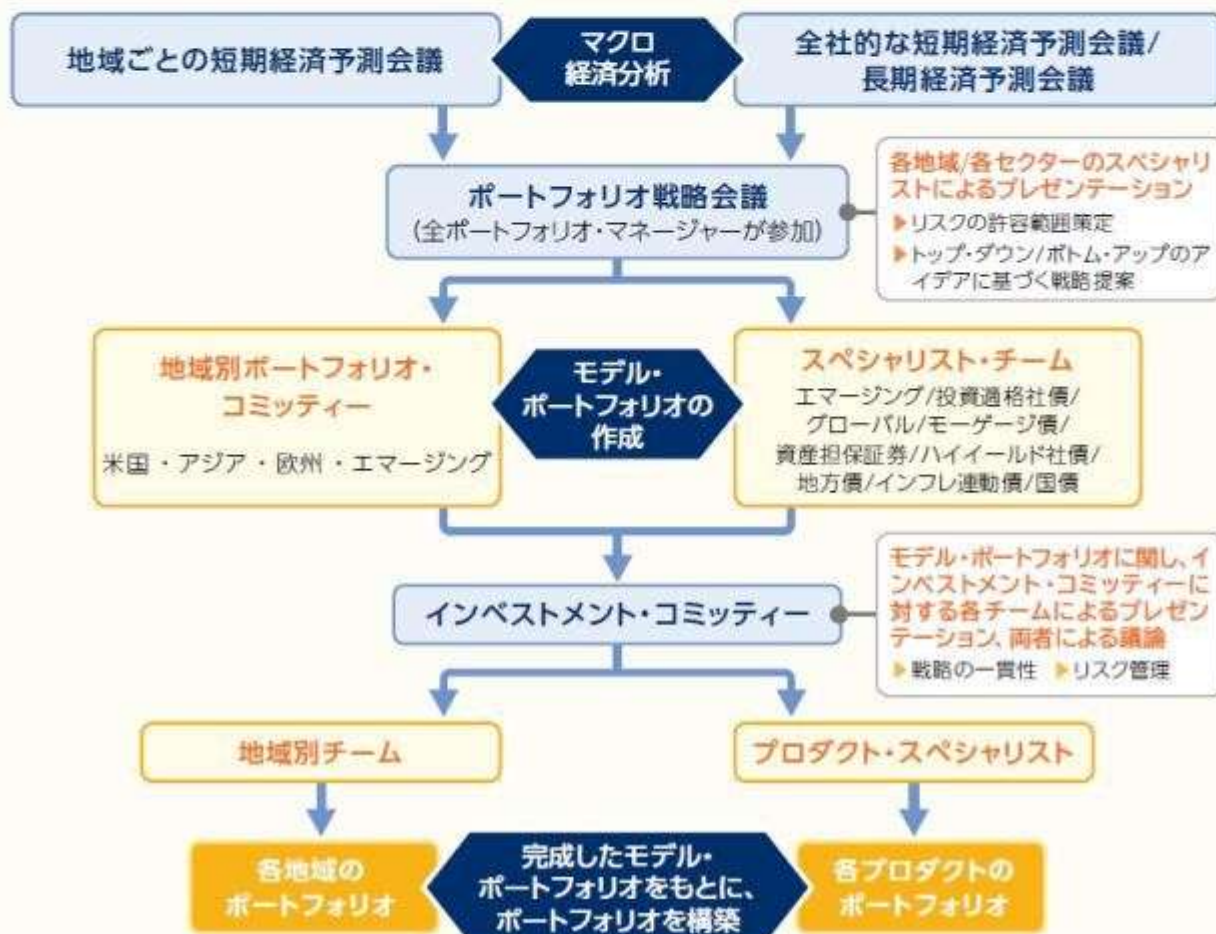 地域ごとの短期経済予測会議
マクロ
経済分析
全社的な短期経済予測会議/
長期経済予測会議
ポートフォリオ戦略会議
(全ポートフォリオ・マネージャーが参加)
各地域/各セクターのスペシャリ
ストによるプレゼンテーション
▶リスクの許容範囲策定
▶トップ・ダウン/ボトム・アップのア
イデアに基づく戦略提案
地域別ポートフォリオ・
コミッティー
米国・アジア・欧州・エマージング
モデル・
ポートフォリオの
作成
スペシャリスト・チーム
エマージング/投資適格社債/
グローバル/モーゲージ債/
資産担保証券/ハイイールド社債/
地方債/インフレ連動債/国債
インベストメント・コミッティー
モデル・ポートフォリオに関し、イ
ンベストメント・コミッティーに
対する各チームによるプレゼン
テーション、両者による議論
▶戦略の一貫性 ▶リスク管理
地域別チーム
プロダクト・スペシャリスト
各地域の
ポートフォリオ
完成したモデル・
ポートフォリオをもとに、
ポートフォリオを構築
各プロダクトの
ポートフォリオ